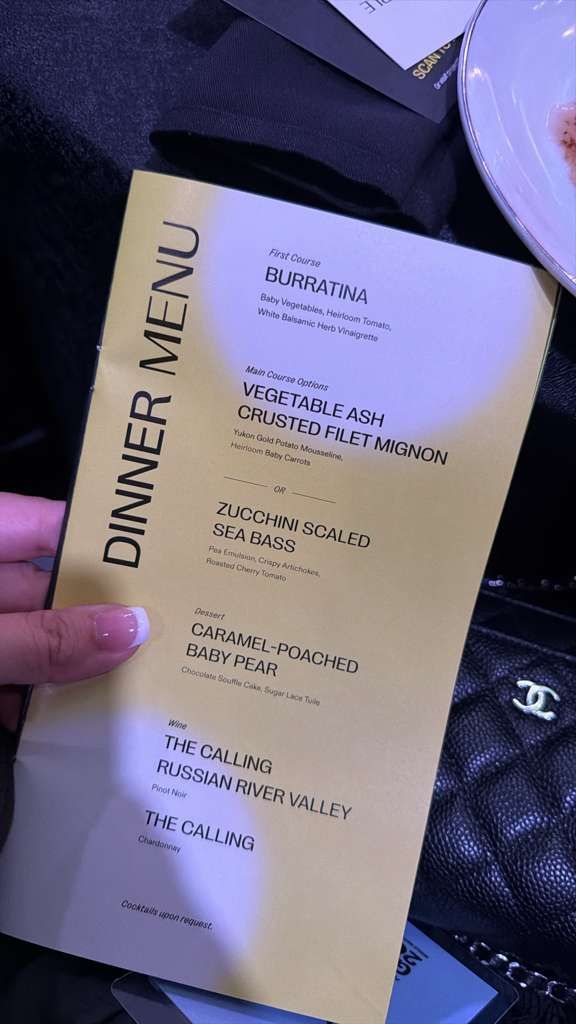 SCAN TO
DINNER MENU
First Course
BURRATINA
Baby Vegetables, Heirloom Tomato,
White Balsamic Herb Vinaigrette
Main Course Options
VEGETABLE ASH
CRUSTED FILET MIGNON
Yukon Gold Potato Mousseline,
Heirloom Baby Carrots
OR
ZUCCHINI SCALED
SEA BASS
Pea Emulsion, Crispy Artichokes,
Roasted Cherry Tomato
Dessert
CARAMEL-POACHED
BABY PEAR
Chocolate Souffle Cake, Sugar Lace Tuile
Wine
THE CALLING
RUSSIAN RIVER VALLEY
Pinot Noir
THE CALLING
Chardonnay
Cocktails upon request.